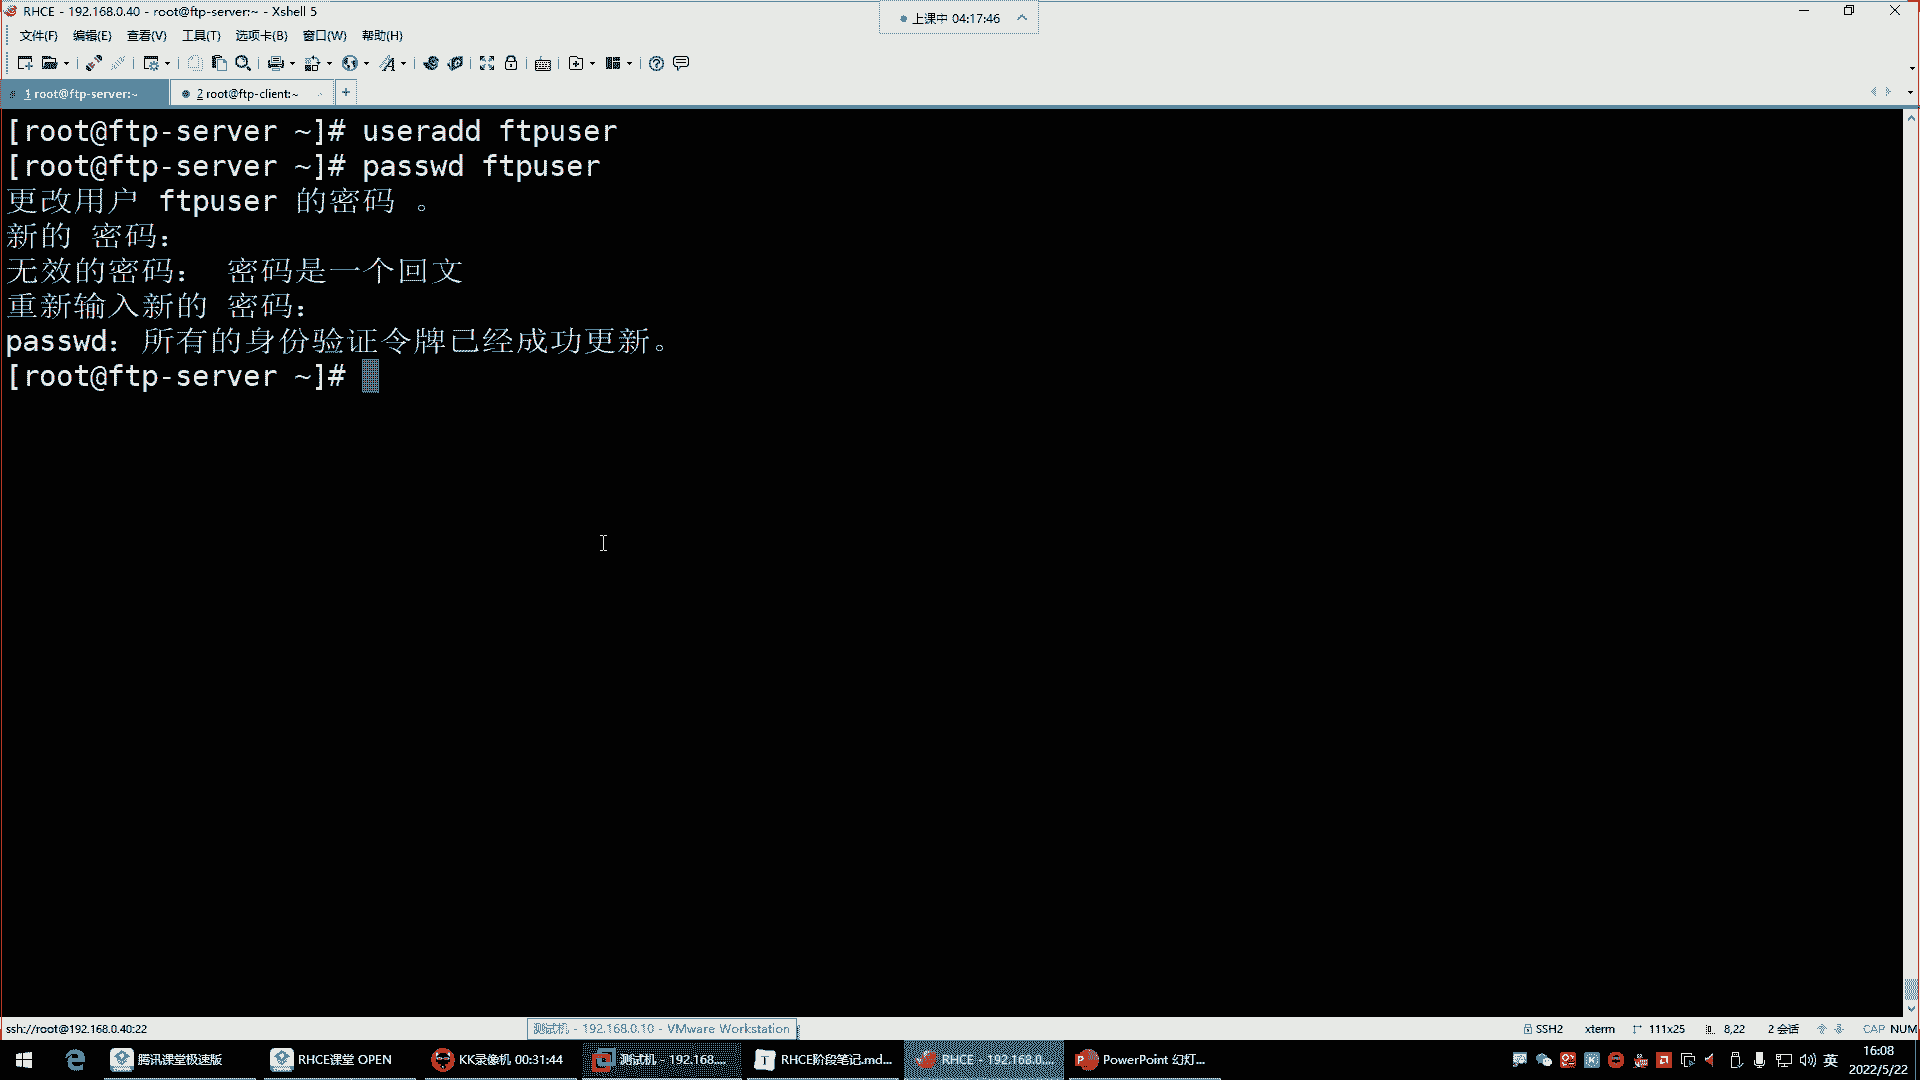 RHCE - 192.168.0.40 - root@ftp-server:~ - Xshell 5
上课中 04:17:46
文件(F) 编辑(E) 查看(V) 工具(T) 选项卡(B) 窗口(W) 帮助(H)
1 root@ftp-server:~ 2 root@ftp-client:~ +
[root@ftp-server ~]# useradd ftpuser
[root@ftp-server ~]# passwd ftpuser
更改用户 ftpuser 的密码 。
新的 密码：
无效的密码： 密码是一个回文
重新输入新的 密码：
passwd：所有的身份验证令牌已经成功更新。
[root@ftp-server ~]#
ssh://root@192.168.0.40:22 测试机 - 192.168.0.10 - VMware Workstation SSH2 xterm 111x25 8,22 2 会话 CAP NUM
腾讯课堂极速版 RHCE课堂 OPEN KK录像机 00:31:44 测试机 - 192.168.... RHCE阶段笔记.md... RHCE - 192.168.0.... PowerPoint 幻灯... 英 16:08
2022/5/22